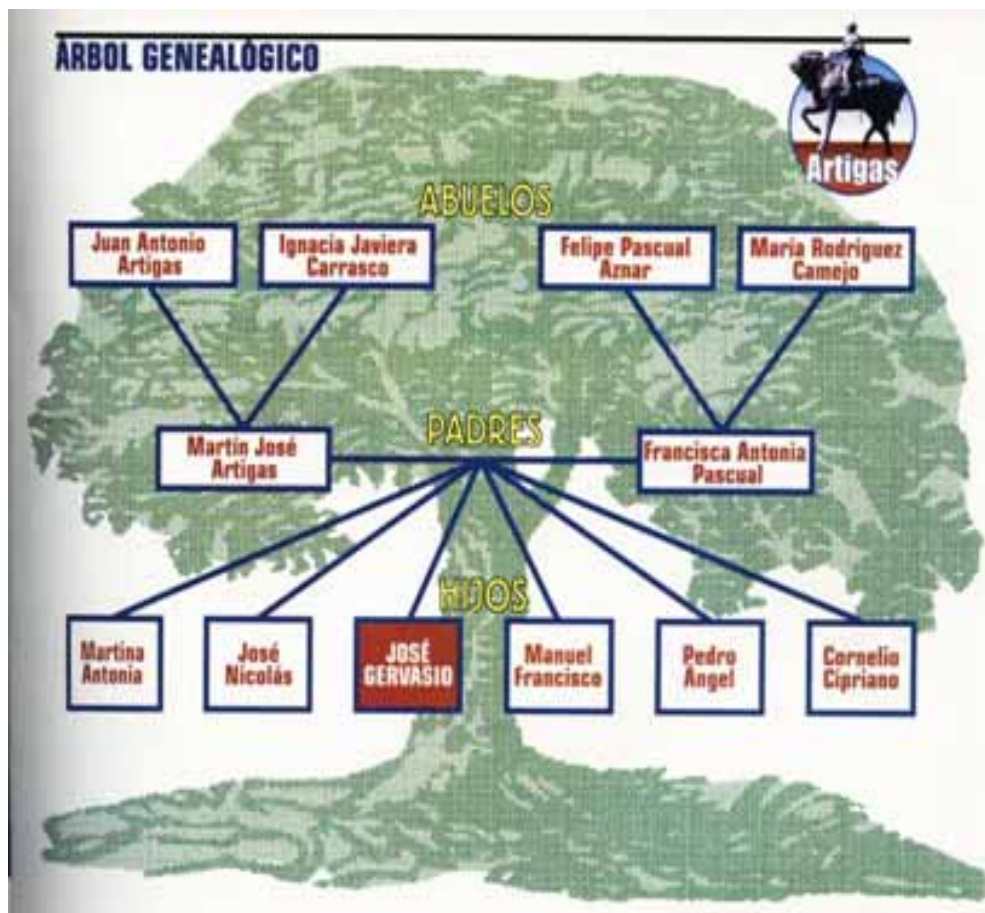 ÁRBOL GENEALÓGICO
Artigas
ABUELOS
Juan Antonio
Artigas
Ignacia Javiera
Carrasco
Felipe Pascual
Aznar
María Rodríguez
Camejo
PADRES
Martín José
Artigas
Francisca Antonia
Pascual
HIJOS
Martina
Antonia
José
Nicolás
JOSÉ
GERVASIO
Manuel
Francisco
Pedro
Ángel
Cornelio
Cipriano